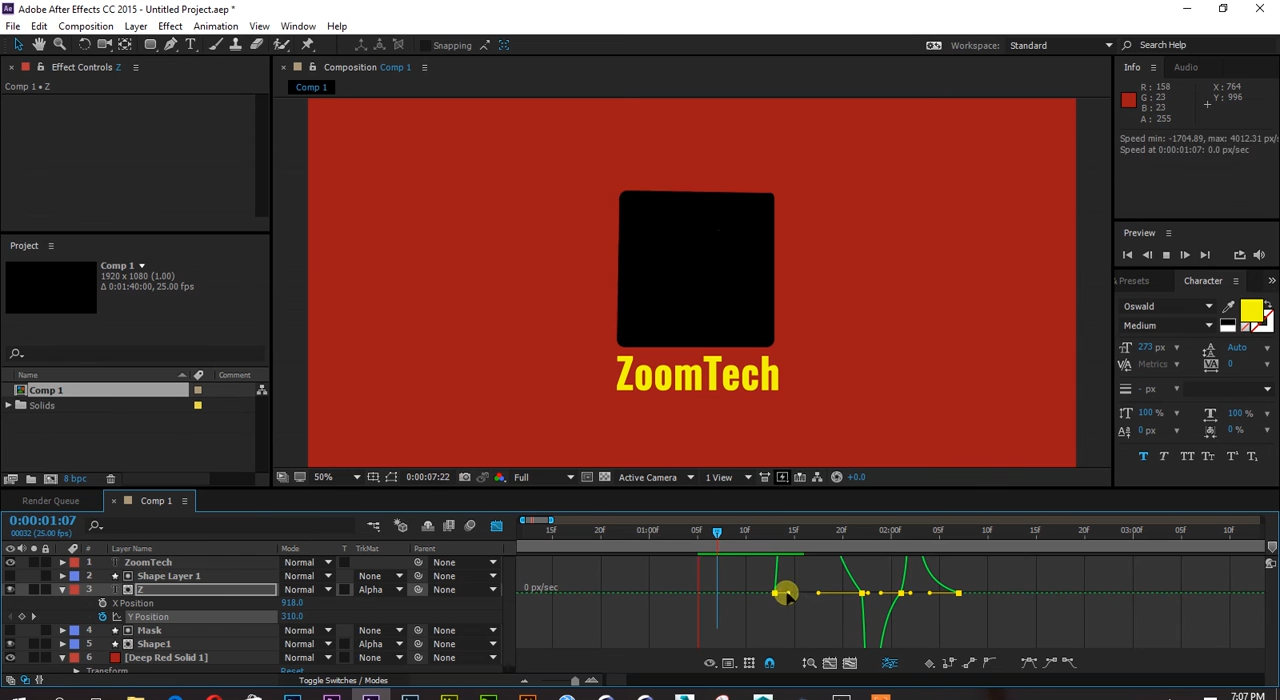 Adobe After Effects CC 2015 - Untitled Project.aep *
File Edit Composition Layer Effect Animation View Window Help
Snapping
Workspace: Standard
Search Help
Effect Controls Z
Comp 1 • Z
Composition Comp 1
Comp 1
Info Audio
R : 158
G : 23
B : 23
A : 255
X : 764
Y : 996
Speed min: -1704.89, max: 4012.31 px/
Speed at 0:00:01:07: 0.0 px/sec
ZoomTech
Project
Comp 1
1920 x 1080 (1.00)
Δ 0:01:40:00, 25.00 fps
Name Comment
Comp 1
Solids
8 bpc
Preview
Presets Character
Oswald
Medium
273 px Auto
Metrics 0
- px
100 % 100 %
0 px 0 %
50% 0:00:07:22 Full Active Camera 1 View +0.0
Render Queue Comp 1
0:00:01:07
00032 (25.00 fps)
# Layer Name Mode T TrkMat Parent
1 ZoomTech Normal None
2 Shape Layer 1 Normal None None
3 Z Normal Alpha None
X Position 918.0
Y Position 310.0
4 Mask Normal None None
5 Shape1 Normal Alpha None
6 [Deep Red Solid 1] Normal None None
Transform Reset
Toggle Switches / Modes
15f 20f 01:00f 05f 10f 15f 20f 02:00f 05f 10f 15f 20f 03:00f 05f 10f
0 px/sec
7:07 PM